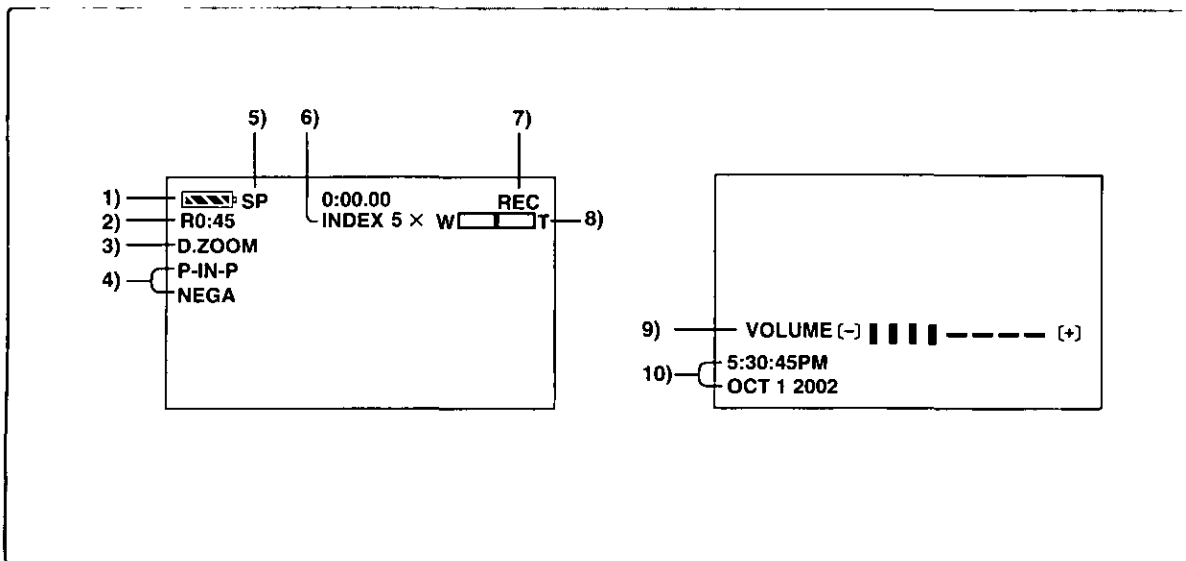 5) 6) 7)
1) SP 0:00.00 REC
2) R0:45 INDEX 5 × W T 8)
3) D.ZOOM
4) P-IN-P
NEGA
9) VOLUME [-] [+]
10) 5:30:45PM
OCT 1 2002